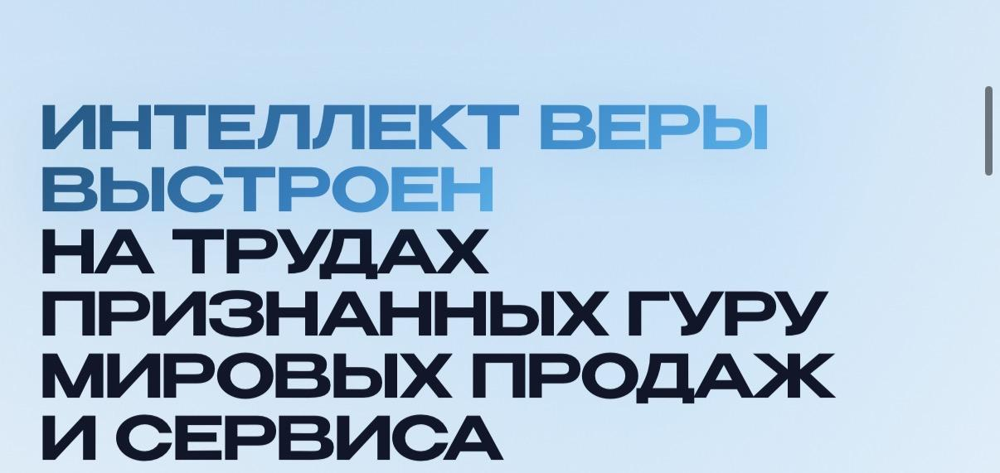 ИНТЕЛЛЕКТ ВЕРЫ
ВЫСТРОЕН
НА ТРУДАХ
ПРИЗНАННЫХ ГУРУ
МИРОВЫХ ПРОДАЖ
И СЕРВИСА